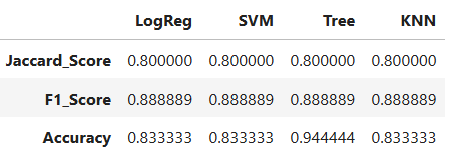 LogReg SVM Tree KNN
Jaccard_Score 0.800000 0.800000 0.800000 0.800000
F1_Score 0.888889 0.888889 0.888889 0.888889
Accuracy 0.833333 0.833333 0.944444 0.833333